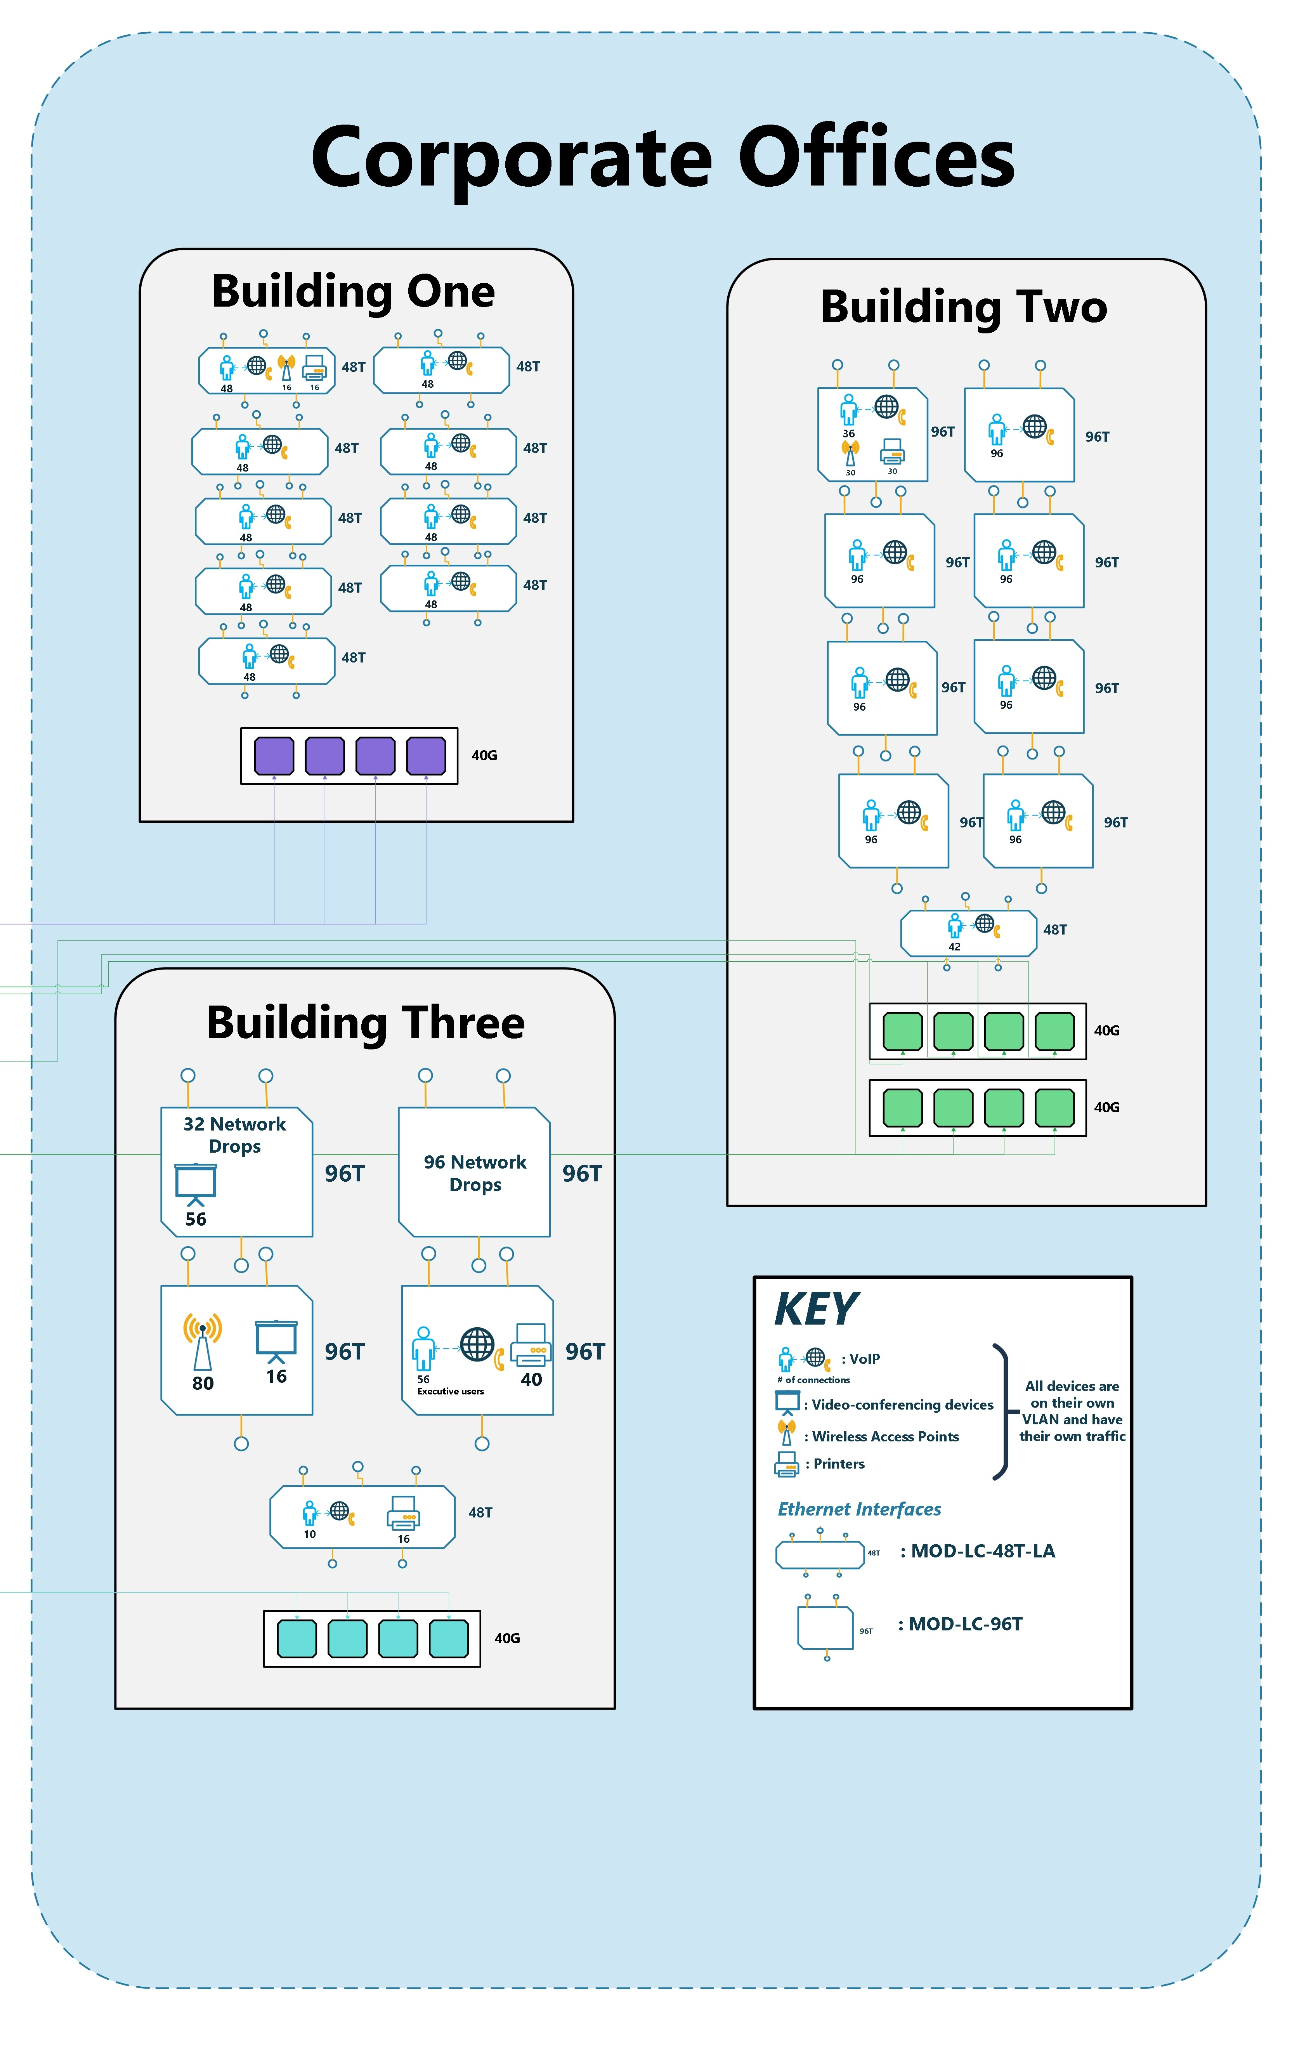 Corporate Offices
Building One
48T
48
16
16
48T
48
48T
48
48T
48
48T
48
48T
48
48T
48
48T
48
48T
48
40G
Building Two
96T
36
30
30
96T
96
96T
96
96T
96
96T
96
96T
96
96T
96
96T
96
48T
42
40G
40G
Building Three
32 Network
Drops
56
96T
96 Network
Drops
96T
80
16
96T
56
Executive users
40
96T
10
16
48T
40G
KEY
: VoIP
# of connections
: Video-conferencing devices
: Wireless Access Points
: Printers
All devices are
on their own
VLAN and have
their own traffic
Ethernet Interfaces
48T
: MOD-LC-48T-LA
96T
: MOD-LC-96T